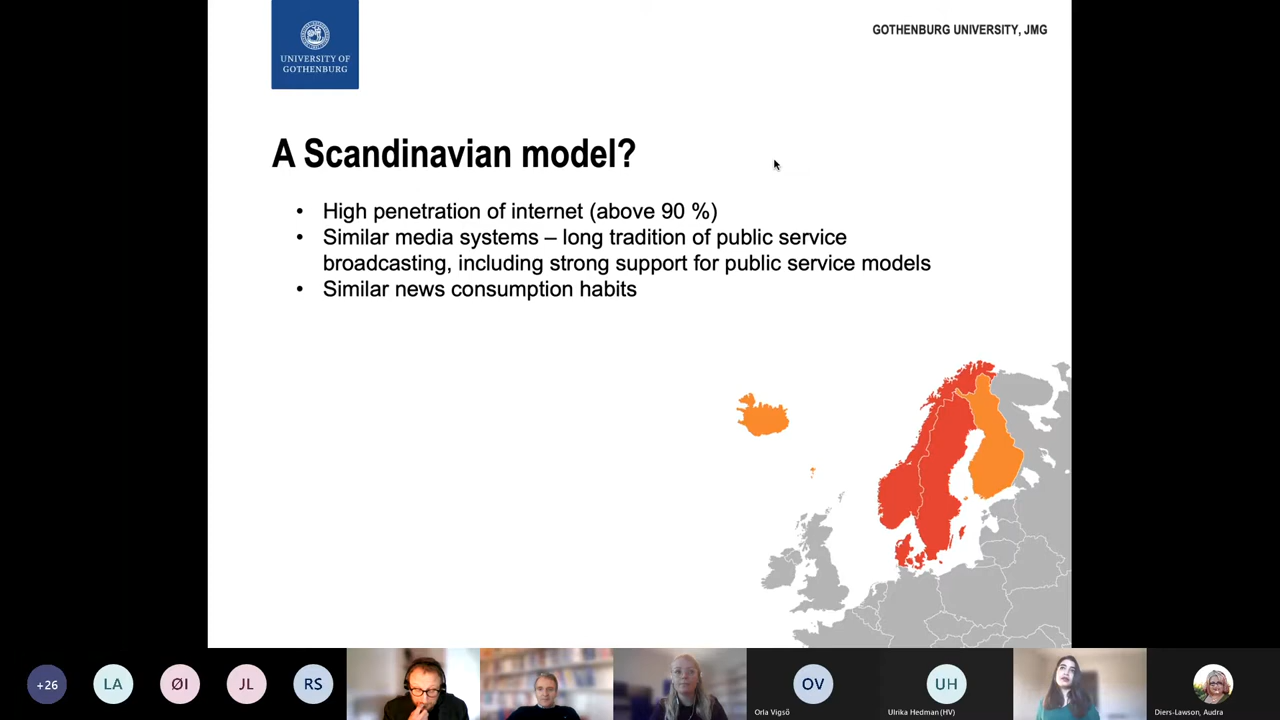 UNIVERSITY OF
GOTHENBURG
GOTHENBURG UNIVERSITY, JMG
A Scandinavian model?
• High penetration of internet (above 90 %)
• Similar media systems – long tradition of public service
broadcasting, including strong support for public service models
• Similar news consumption habits
+26
LA
ØI
JL
RS
OV
Orla Vigsö
UH
Ulrika Hedman (HV)
Diers-Lawson, Audra